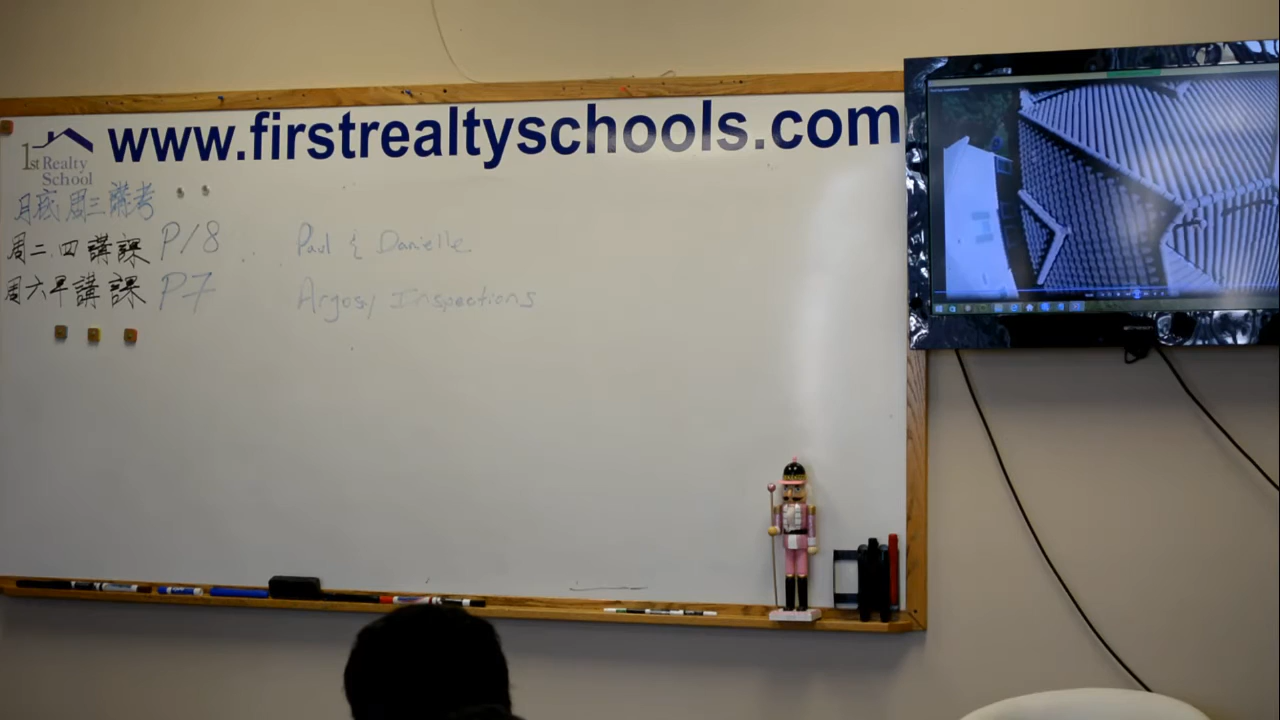 www.firstrealtyschools.com
1st Realty
School
月底周三講考
周二.四講課 P/8
Paul & Danielle
周六早講課 P7
Argosy Inspections